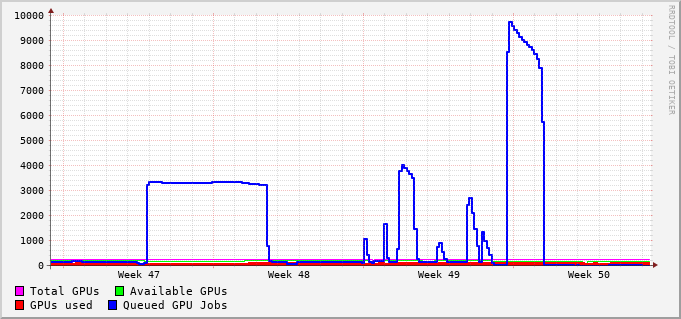 RRDTOOL / TOBI OETIKER
10000
9000
8000
7000
6000
5000
4000
3000
2000
1000
0
Week 47 Week 48 Week 49 Week 50
Total GPUs Available GPUs
GPUs used Queued GPU Jobs